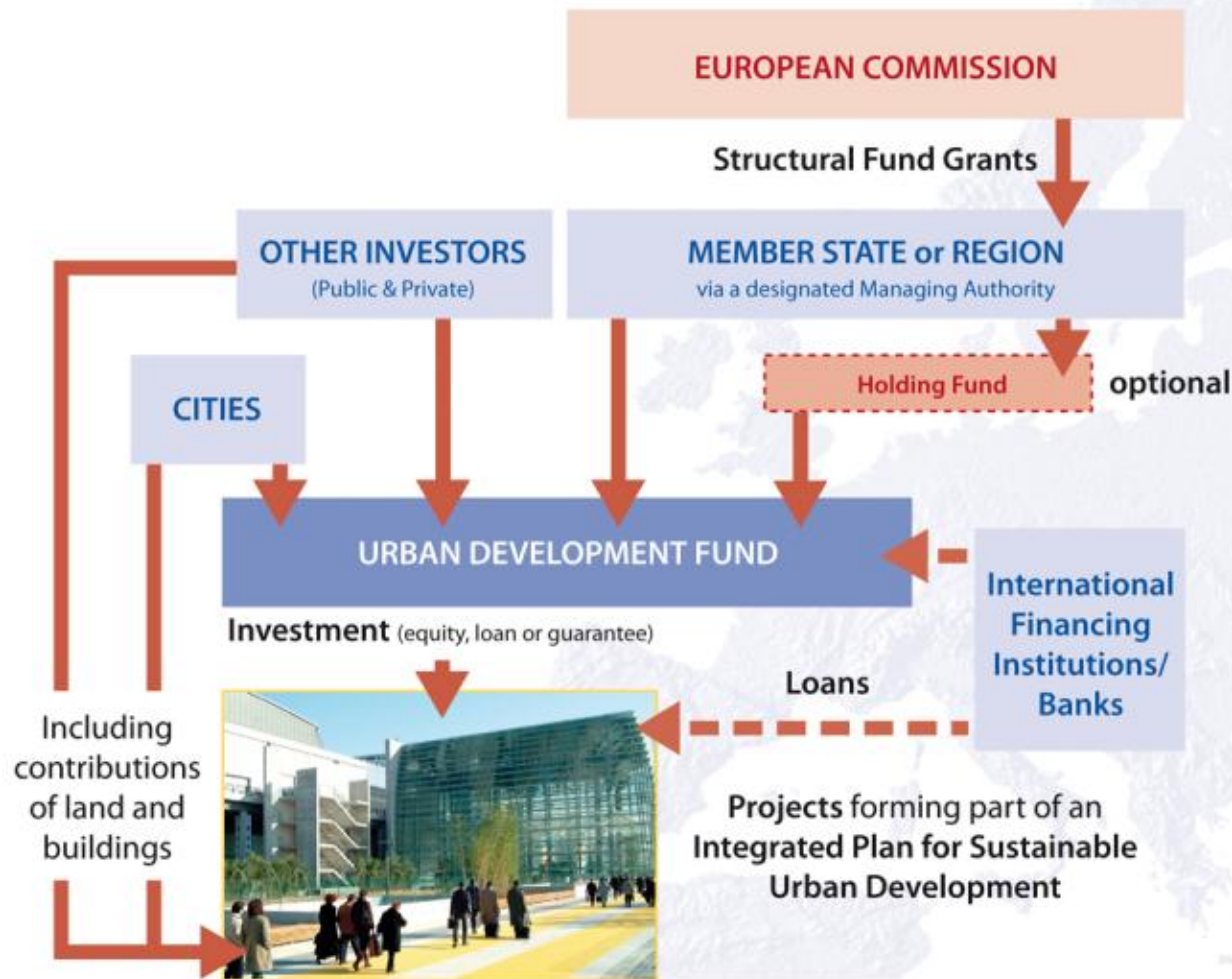 EUROPEAN COMMISSION
Structural Fund Grants
OTHER INVESTORS
(Public & Private)
MEMBER STATE or REGION
via a designated Managing Authority
Holding Fund
optional
CITIES
URBAN DEVELOPMENT FUND
International
Financing
Institutions/
Banks
Investment (equity, loan or guarantee)
Loans
Including
contributions
of land and
buildings
Projects forming part of an
Integrated Plan for Sustainable
Urban Development